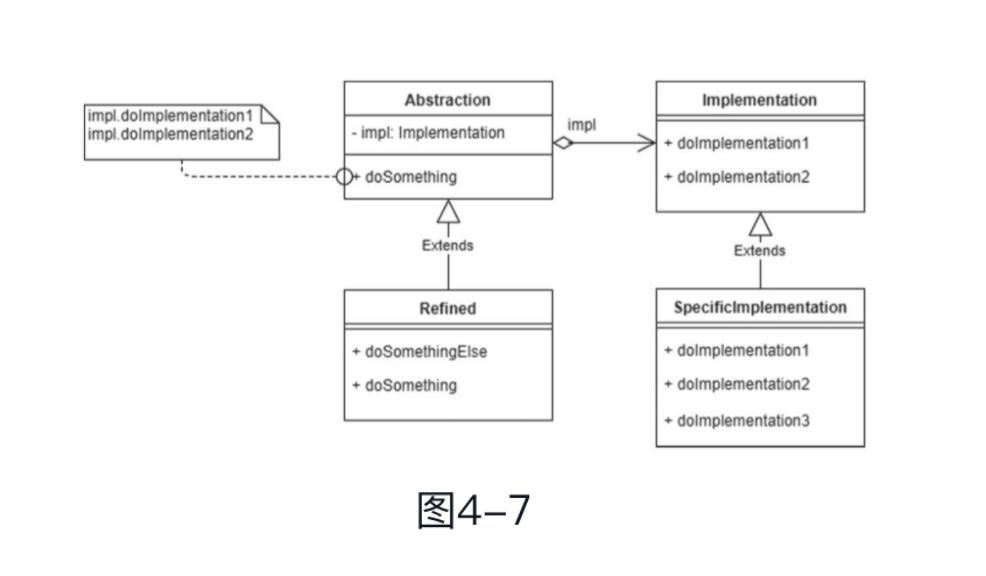 impl.doImplementation1
impl.doImplementation2
Abstraction
- impl: Implementation
+ doSomething
impl
Implementation
+ doImplementation1
+ doImplementation2
Extends
Extends
Refined
+ doSomethingElse
+ doSomething
SpecificImplementation
+ doImplementation1
+ doImplementation2
+ doImplementation3
图4–7